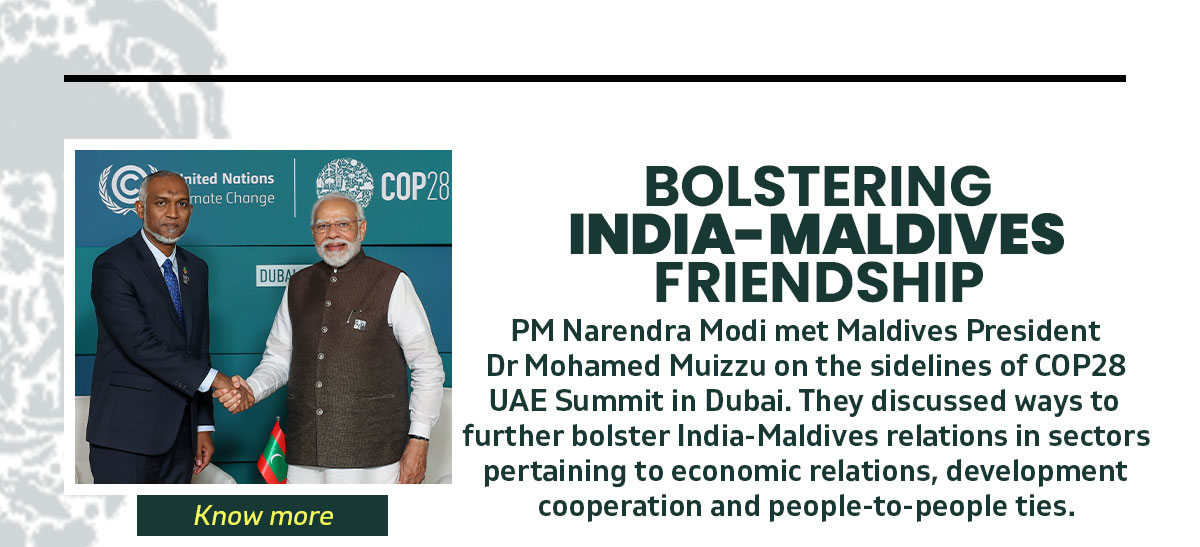 United Nations
Climate Change
COP28
DUBAI
BOLSTERING
INDIA-MALDIVES
FRIENDSHIP
PM Narendra Modi met Maldives President
Dr Mohamed Muizzu on the sidelines of COP28
UAE Summit in Dubai. They discussed ways to
further bolster India-Maldives relations in sectors
pertaining to economic relations, development
cooperation and people-to-people ties.
Know more